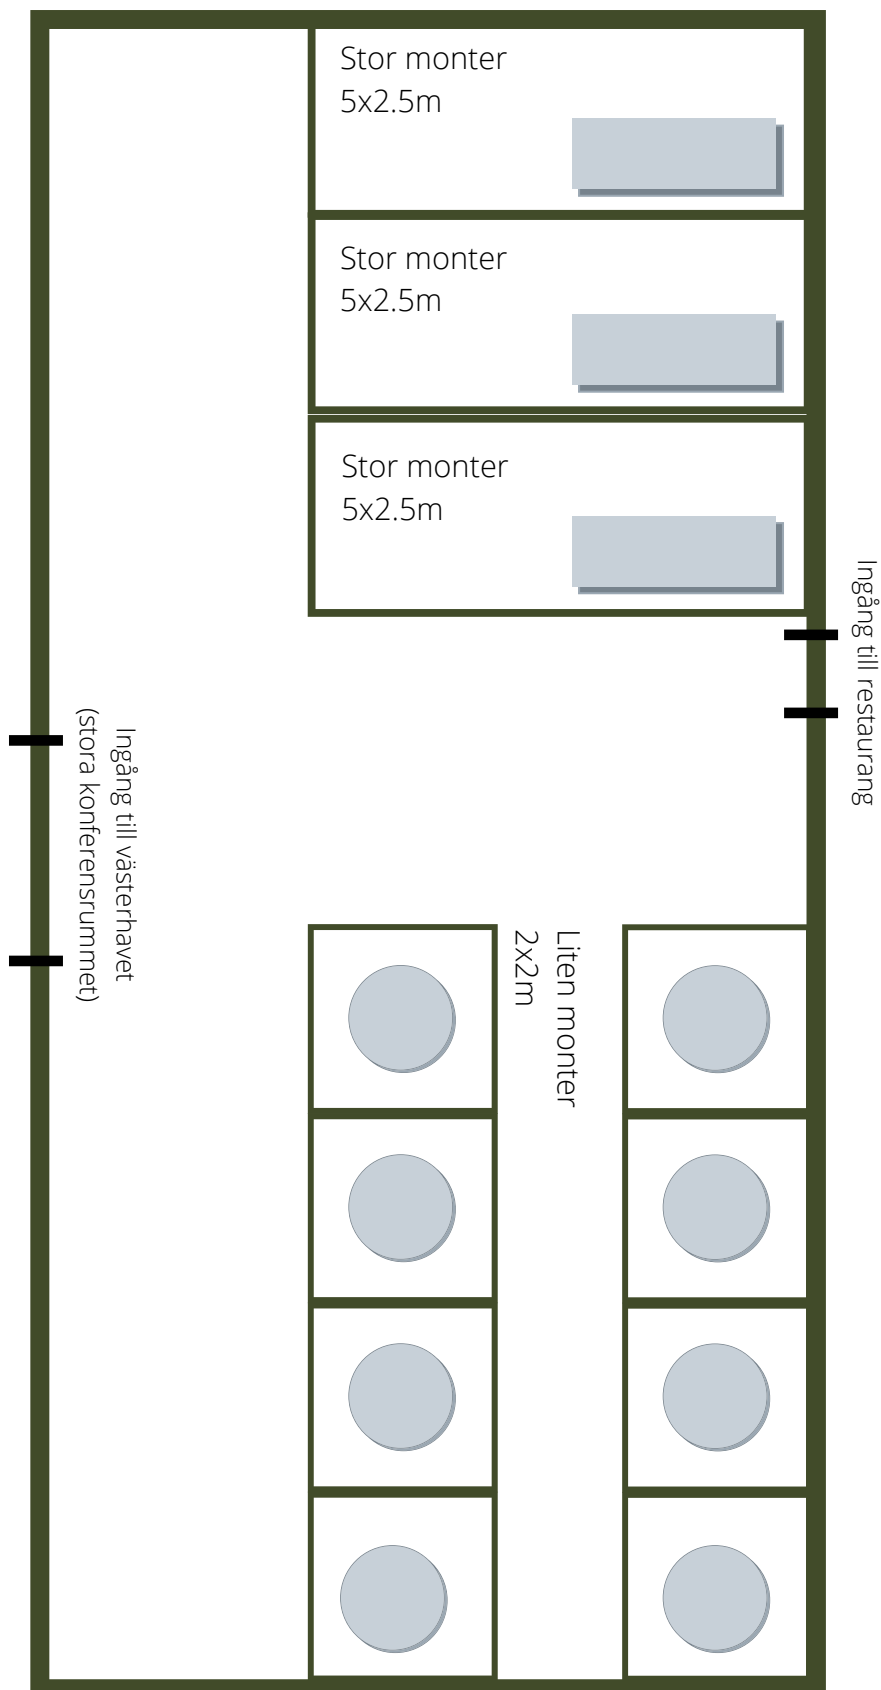 Stor monter
5x2.5m
Stor monter
5x2.5m
Stor monter
5x2.5m
Ingång till restaurang
Ingång till västerhavet
(stora konferensrummet)
Liten monter
2x2m